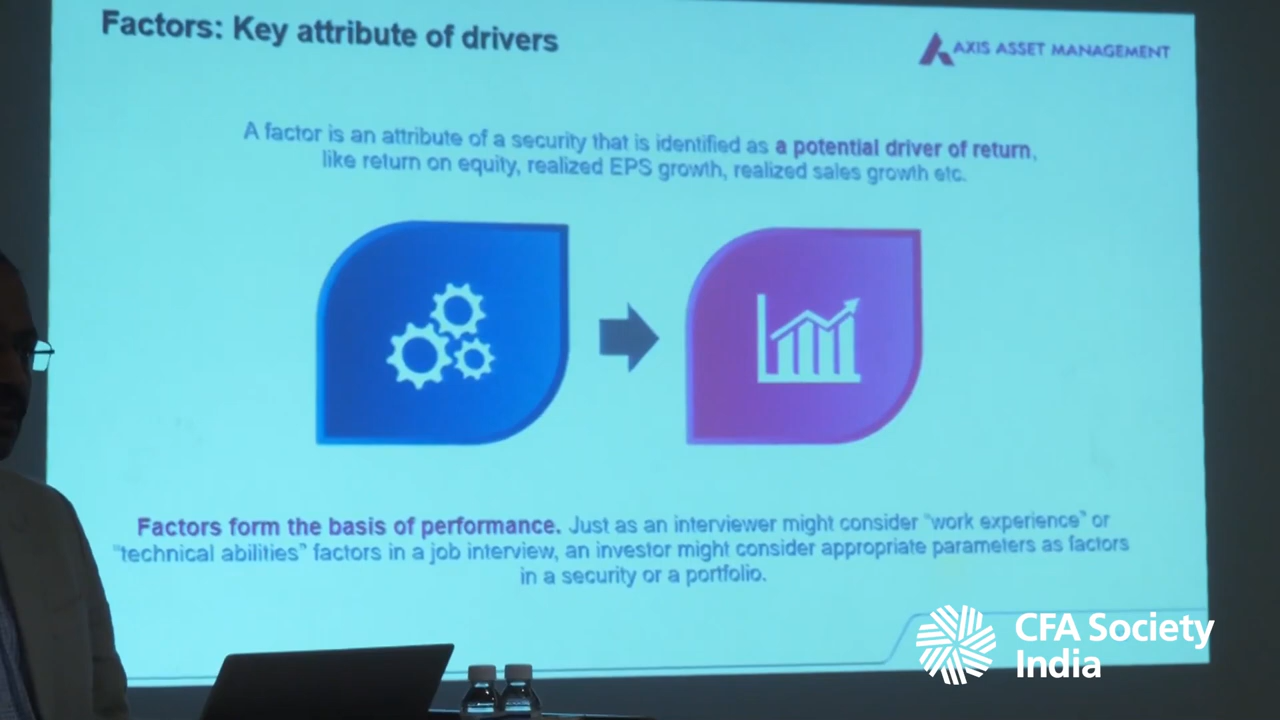 Factors: Key attribute of drivers
AXIS ASSET MANAGEMENT
A factor is an attribute of a security that is identified as a potential driver of return,
like return on equity, realized EPS growth, realized sales growth etc.
Factors form the basis of performance. Just as an interviewer might consider "work experience" or
"technical abilities" factors in a job interview, an investor might consider appropriate parameters as factors
in a security or a portfolio.
CFA Society
India